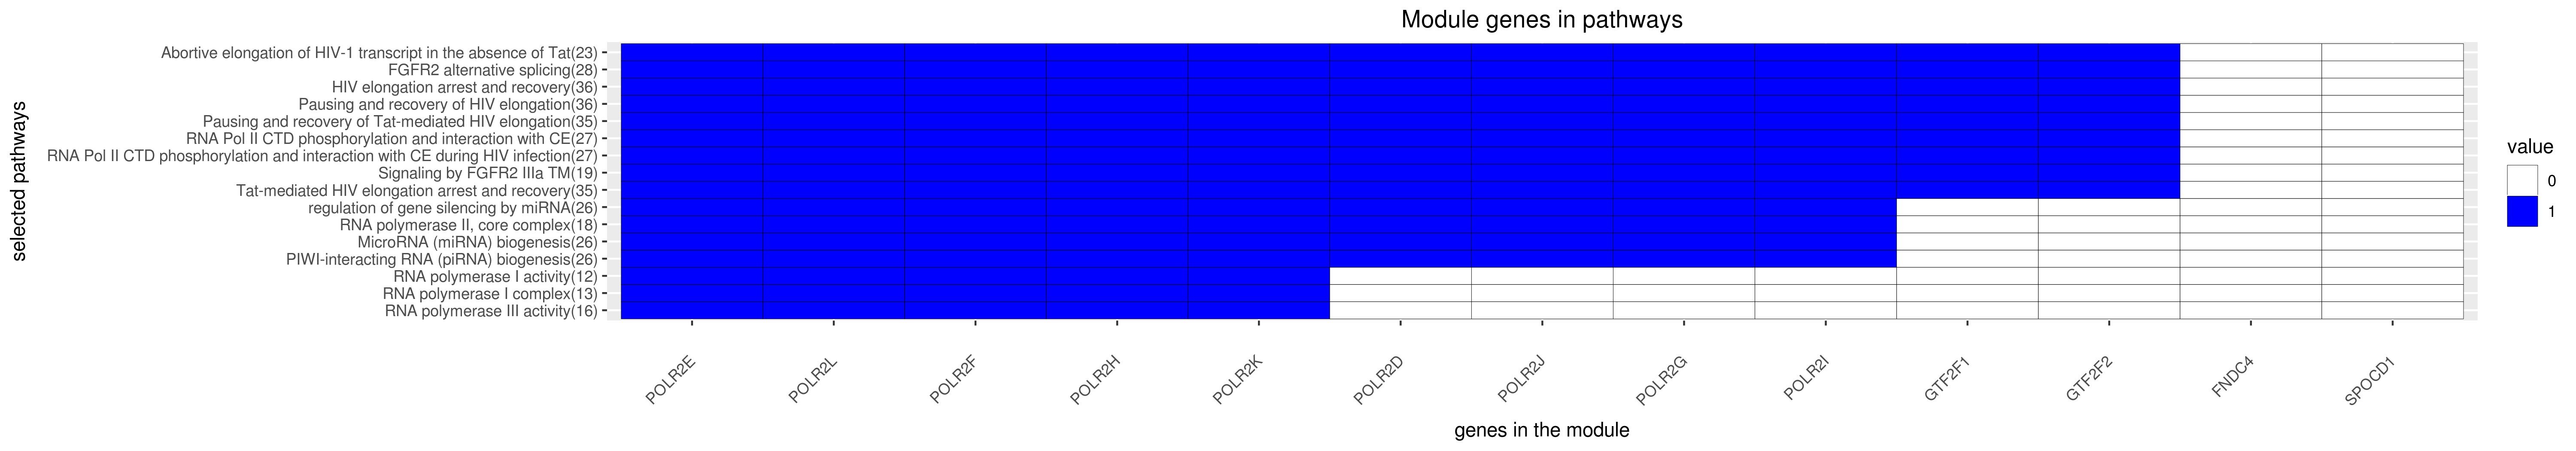 Module genes in pathways
selected pathways
Abortive elongation of HIV-1 transcript in the absence of Tat(23)
FGFR2 alternative splicing(28)
HIV elongation arrest and recovery(36)
Pausing and recovery of HIV elongation(36)
Pausing and recovery of Tat-mediated HIV elongation(35)
RNA Pol II CTD phosphorylation and interaction with CE(27)
RNA Pol II CTD phosphorylation and interaction with CE during HIV infection(27)
Signaling by FGFR2 IIIa TM(19)
Tat-mediated HIV elongation arrest and recovery(35)
regulation of gene silencing by miRNA(26)
RNA polymerase II, core complex(18)
MicroRNA (miRNA) biogenesis(26)
PIWI-interacting RNA (piRNA) biogenesis(26)
RNA polymerase I activity(12)
RNA polymerase I complex(13)
RNA polymerase III activity(16)
value
0
1
POLR2E
POLR2L
POLR2F
POLR2H
POLR2K
POLR2D
POLR2J
POLR2G
POLR2I
GTF2F1
GTF2F2
FNDC4
SPOCD1
genes in the module